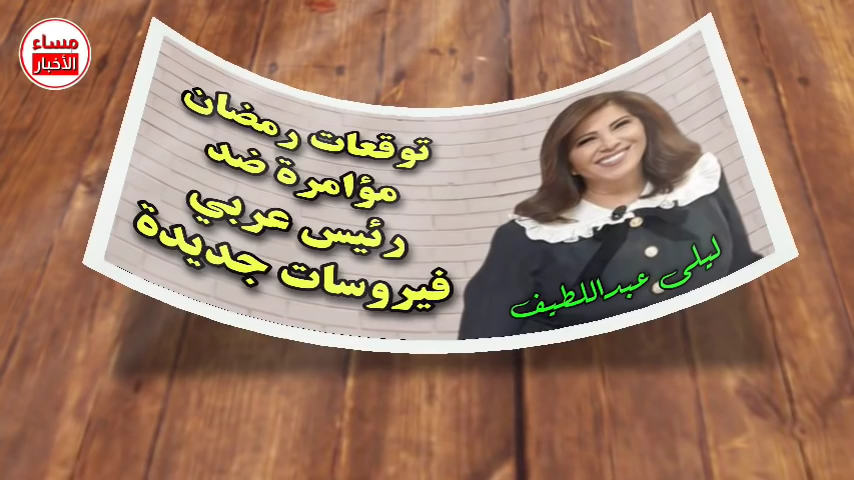 مساء
الأخبار
توقعات رمضان
مؤامرة ضد
رئيس عربي
فيروسات جديدة
ليلى عبداللطيف